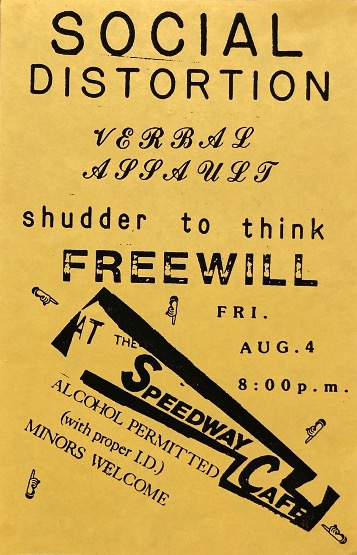 SOCIAL
DISTORTION
VERBAL
ASSAULT
shudder to think
FREEWILL
FRI.
AUG. 4
8:00 p.m.
AT THE
SPEEDWAY
CAFE
ALCOHOL PERMITTED
(with proper I.D.)
MINORS WELCOME